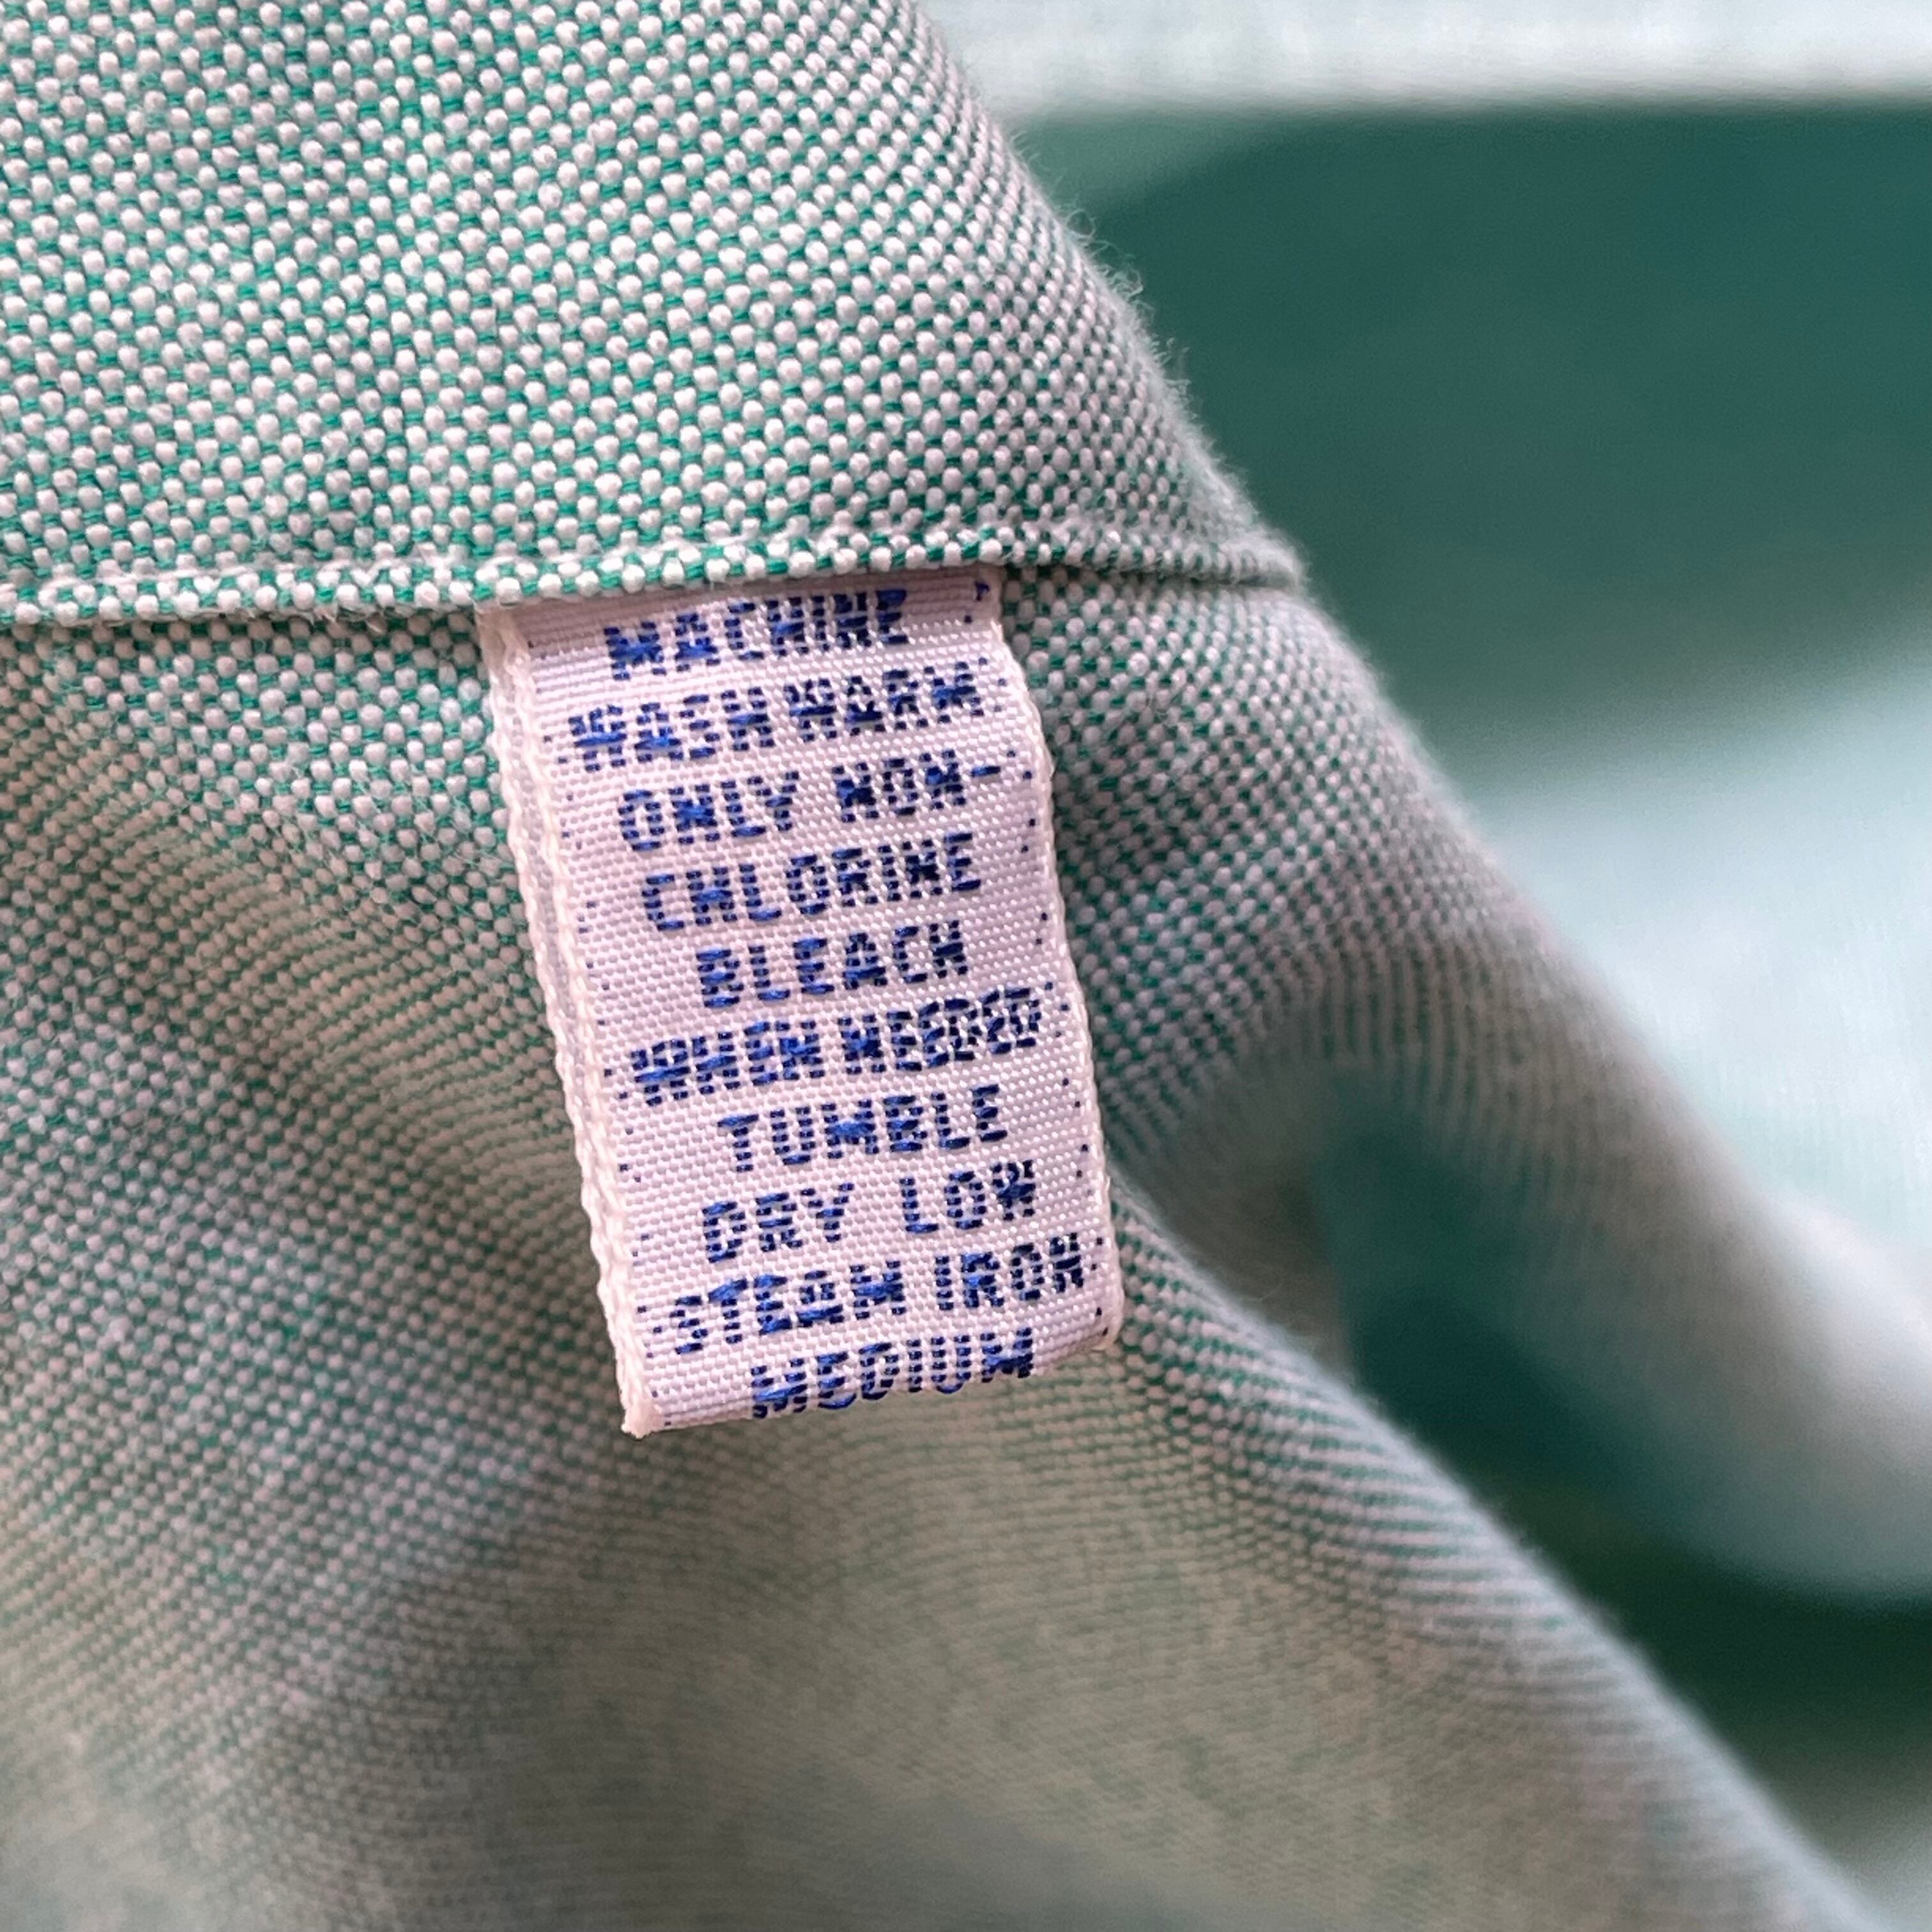 MACHINE
WASH WARM
ONLY NON-
CHLORINE
BLEACH
WHEN NEEDED
TUMBLE
DRY LOW
STEAM IRON
MEDIUM